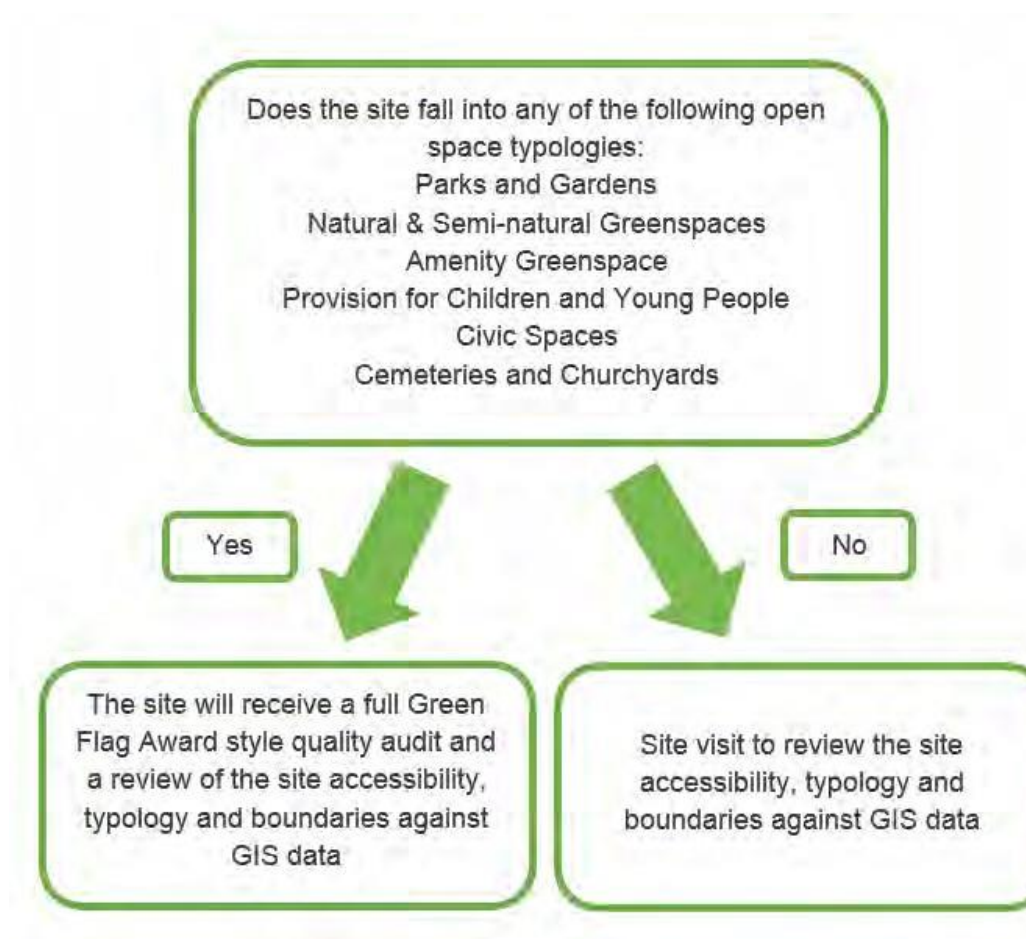 Does the site fall into any of the following open
space typologies:
Parks and Gardens
Natural & Semi-natural Greenspaces
Amenity Greenspace
Provision for Children and Young People
Civic Spaces
Cemeteries and Churchyards
Yes
No
The site will receive a full Green
Flag Award style quality audit and
a review of the site accessibility,
typology and boundaries against
GIS data
Site visit to review the site
accessibility, typology and
boundaries against GIS data